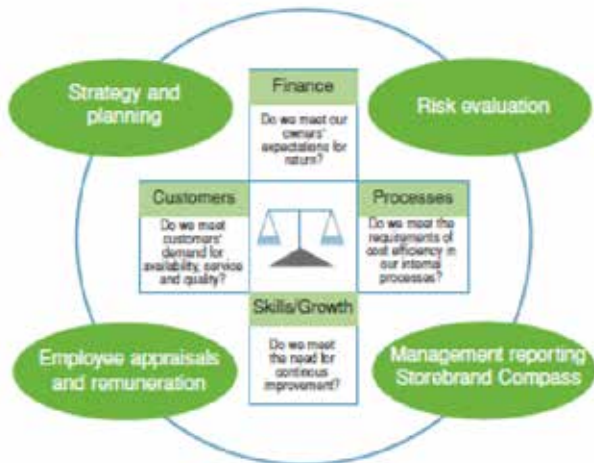 Strategy and
planning
Risk evaluation
Finance
Do we meet our
owners'
expectations for
return?
Customers
Do we meet
customers'
demand for
availability, service
and quality?
Processes
Do we meet the
requirements of
cost efficiency in
our internal
processes?
Skills/Growth
Do we meet
the need for
continous
improvement?
Employee appraisals
and remuneration
Management reporting
Storebrand Compass